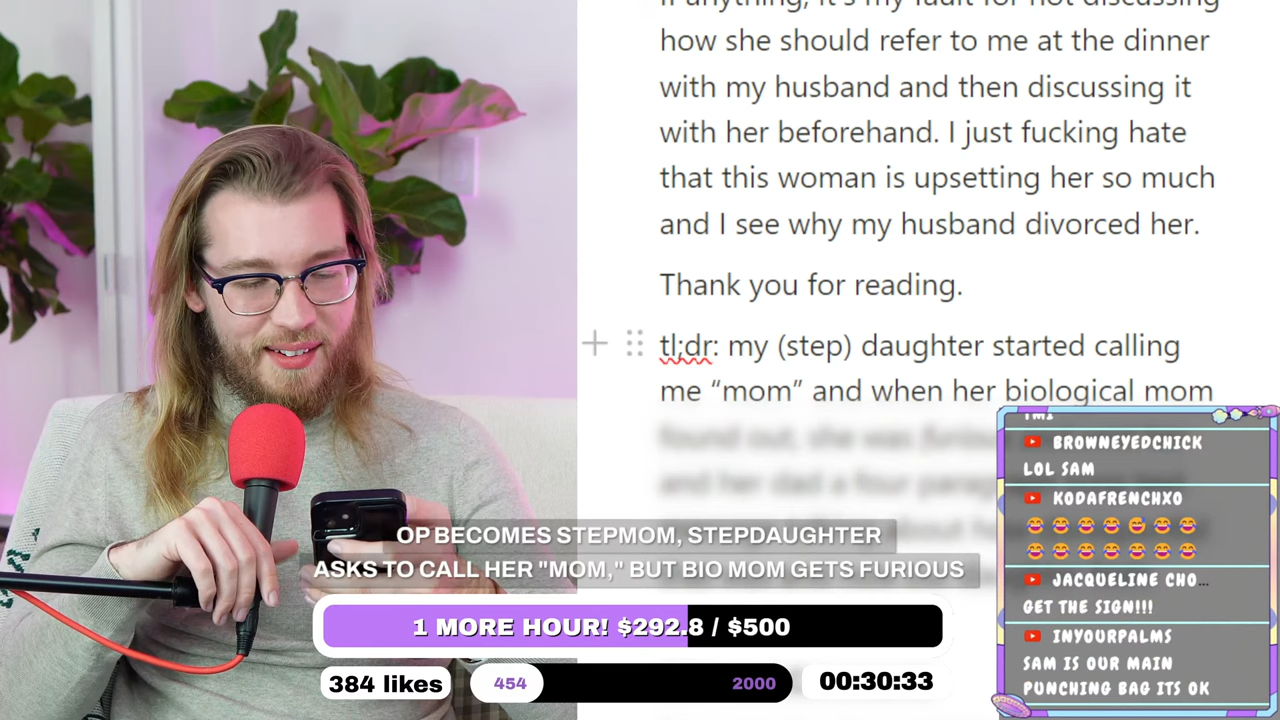 how she should refer to me at the dinner
with my husband and then discussing it
with her beforehand. I just fucking hate
that this woman is upsetting her so much
and I see why my husband divorced her.
Thank you for reading.
tl;dr: my (step) daughter started calling
me “mom” and when her biological mom
OP BECOMES STEPMOM, STEPDAUGHTER
ASKS TO CALL HER "MOM," BUT BIO MOM GETS FURIOUS
1 MORE HOUR! $292.8 / $500
384 likes
454
2000
00:30:33
BROWNEYEDCHICK
LOL SAM
KODAFRENCHXO
JACQUELINE CHO...
GET THE SIGN!!!
INYOURPALMS
SAM IS OUR MAIN
PUNCHING BAG ITS OK